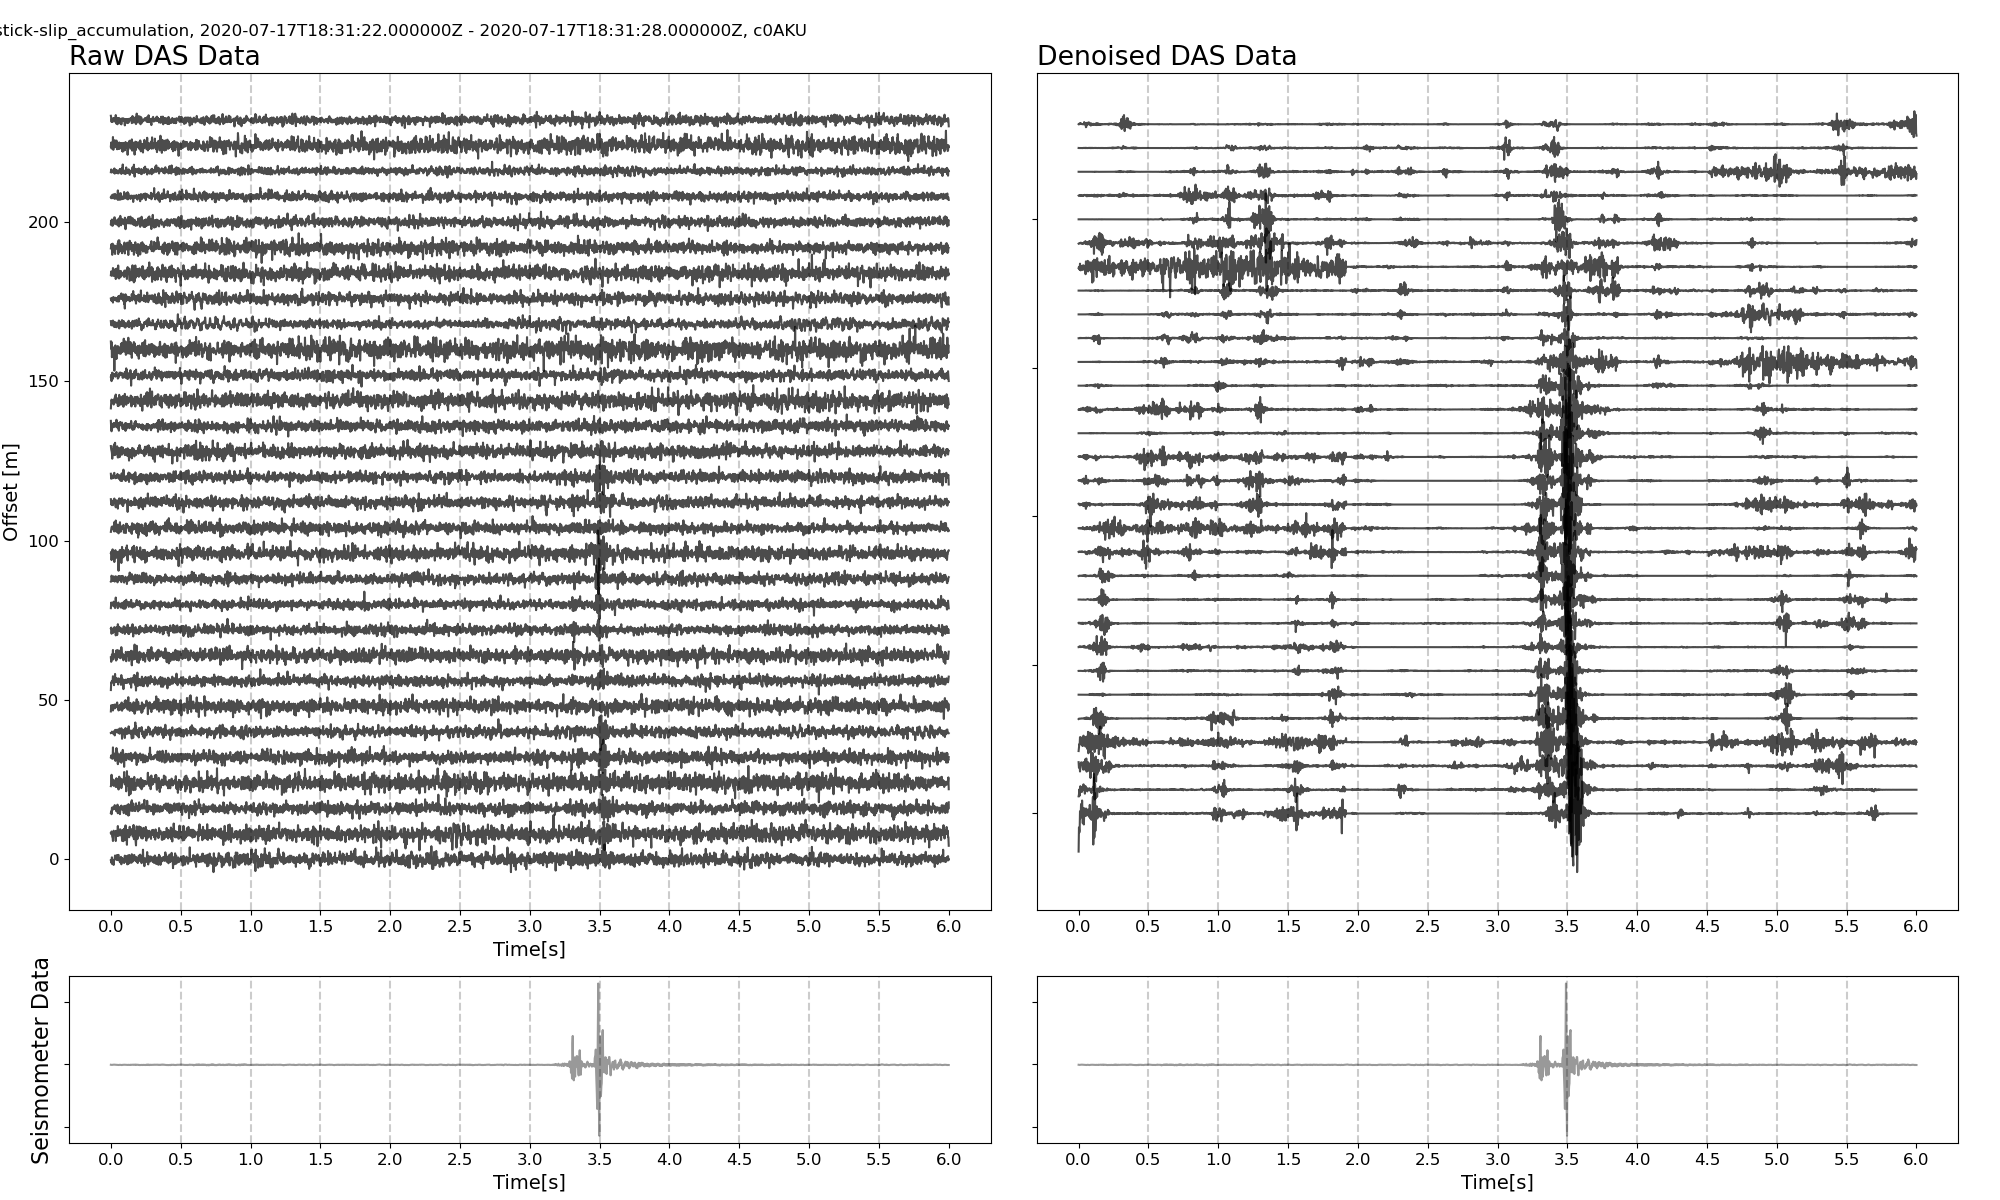 stick-slip_accumulation, 2020-07-17T18:31:22.000000Z - 2020-07-17T18:31:28.000000Z, c0AKU
Raw DAS Data
Denoised DAS Data
Offset [m]
200
150
100
50
0
0.0 0.5 1.0 1.5 2.0 2.5 3.0 3.5 4.0 4.5 5.0 5.5 6.0
Time[s]
0.0 0.5 1.0 1.5 2.0 2.5 3.0 3.5 4.0 4.5 5.0 5.5 6.0
Seismometer Data
0.0 0.5 1.0 1.5 2.0 2.5 3.0 3.5 4.0 4.5 5.0 5.5 6.0
Time[s]
0.0 0.5 1.0 1.5 2.0 2.5 3.0 3.5 4.0 4.5 5.0 5.5 6.0
Time[s]